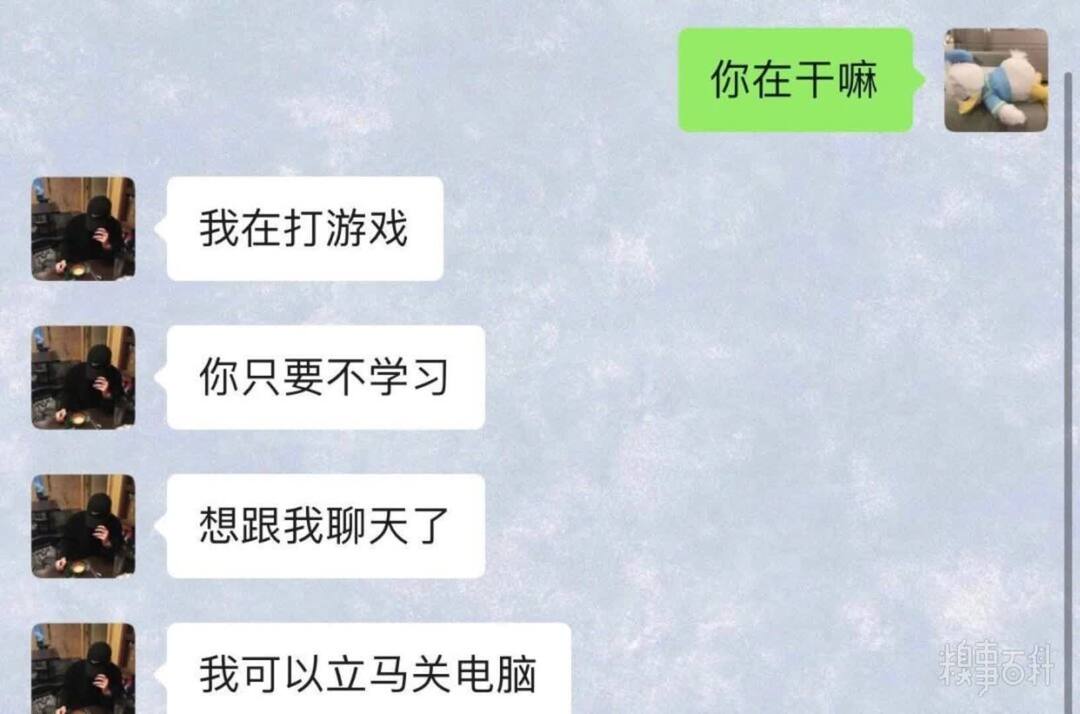 你在干嘛
我在打游戏
你只要不学习
想跟我聊天了
我可以立马关电脑
糗事百科